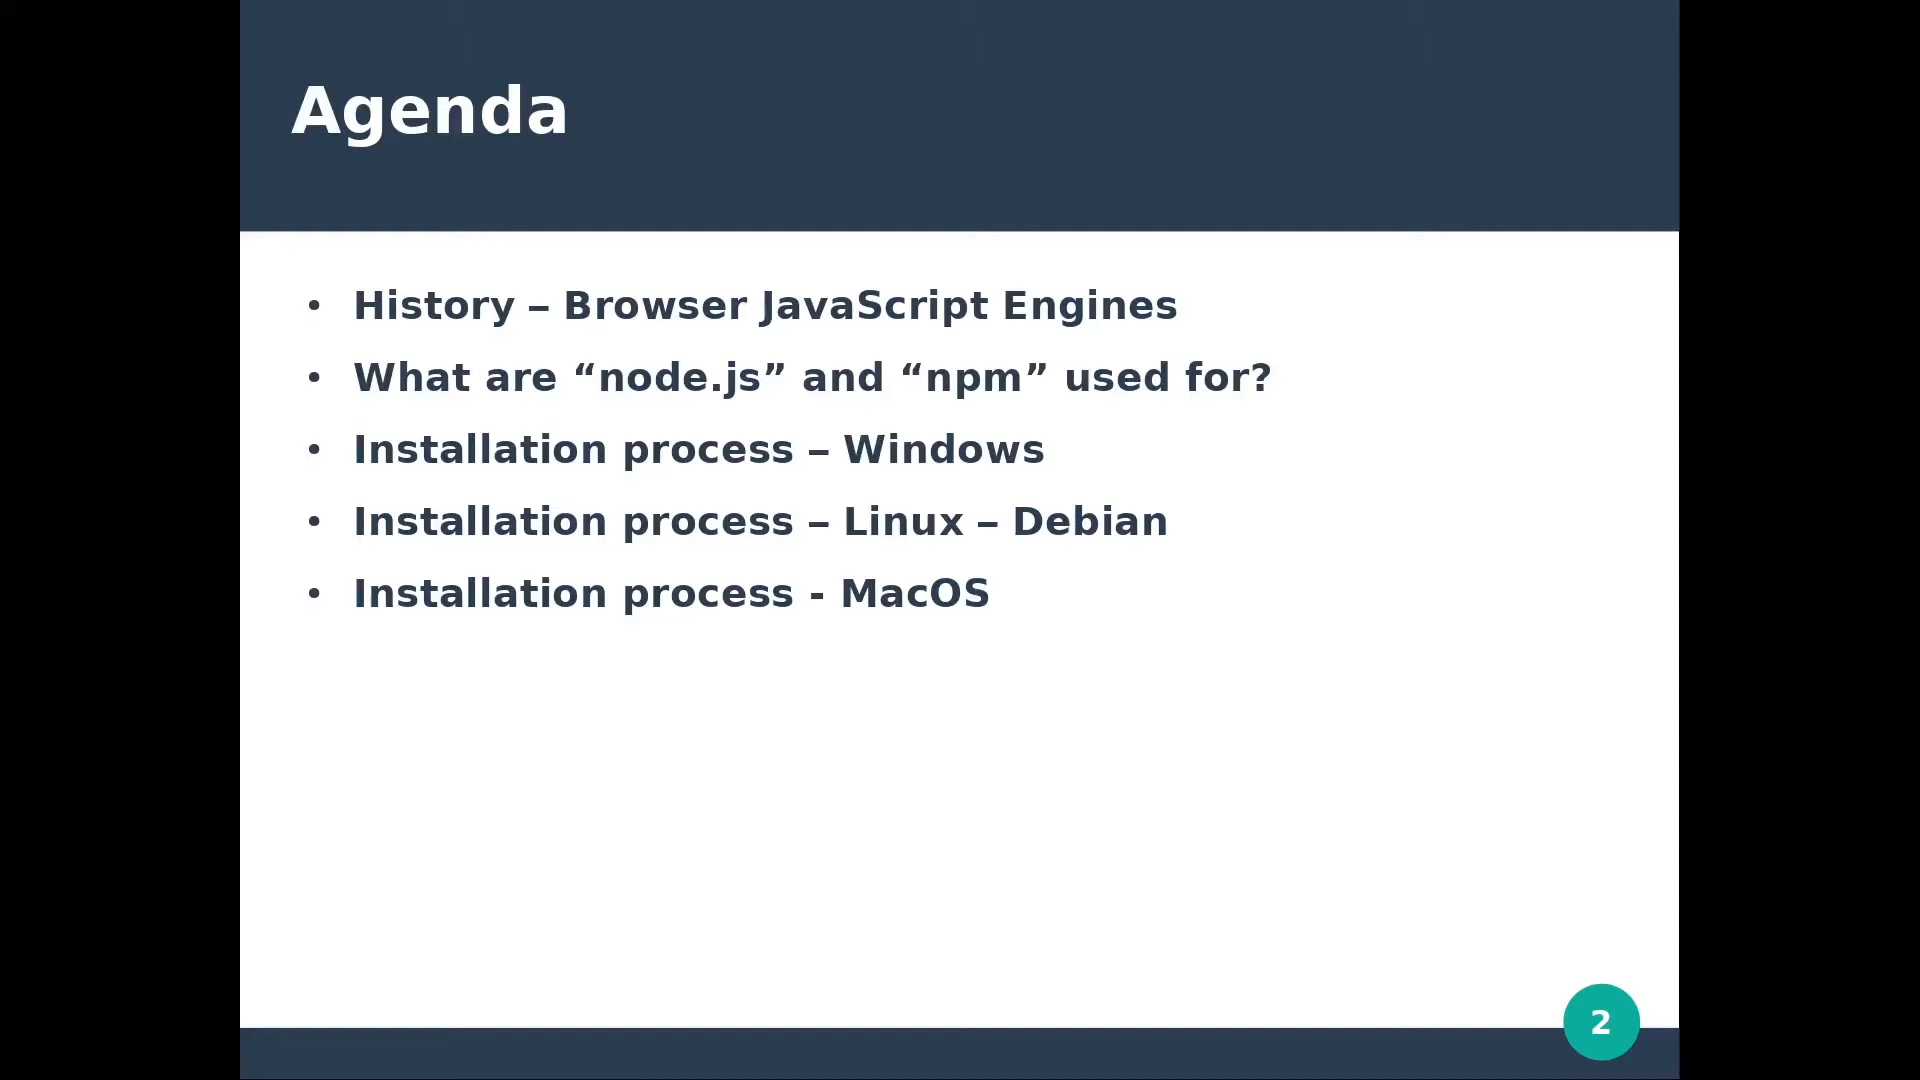 Agenda
• History – Browser JavaScript Engines
• What are “node.js” and “npm” used for?
• Installation process – Windows
• Installation process – Linux – Debian
• Installation process - MacOS
2